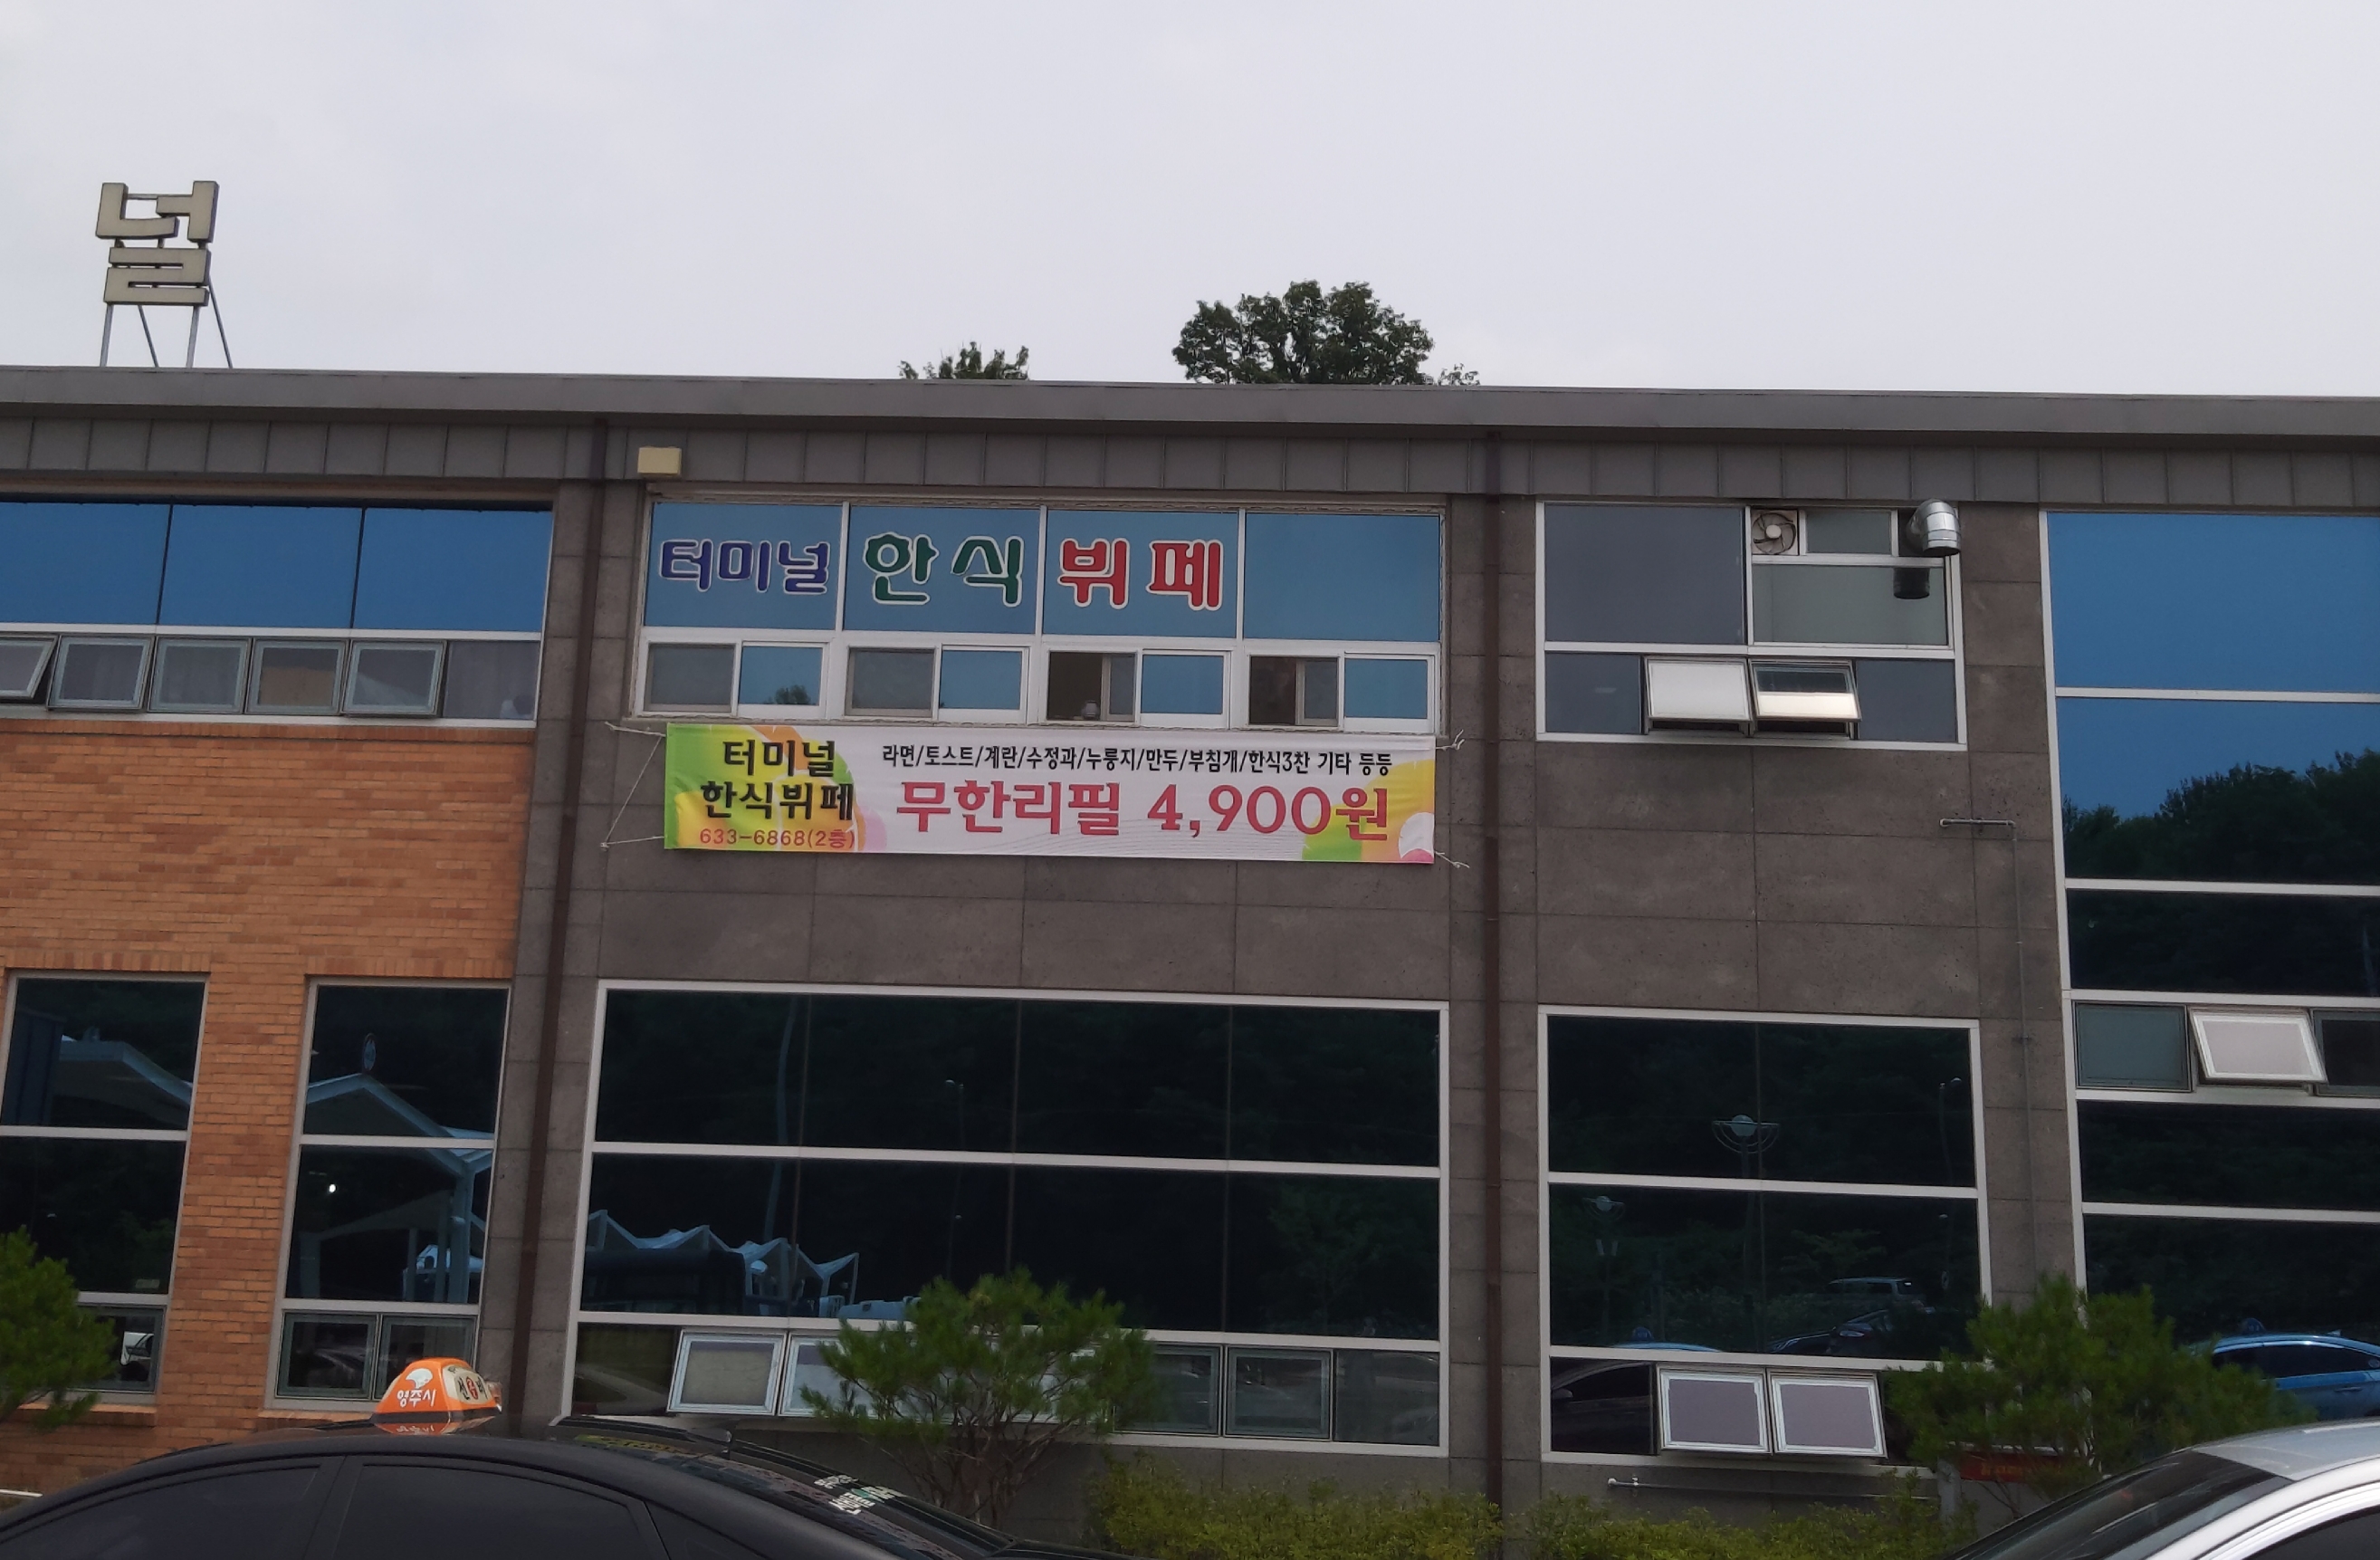 널
터미널 한식 뷔페
터미널
한식뷔페
633-6868(2층)
라면/토스트/계란/수정과/누룽지/만두/부침개/한식3찬 기타 등등
무한리필 4,900원
영주시